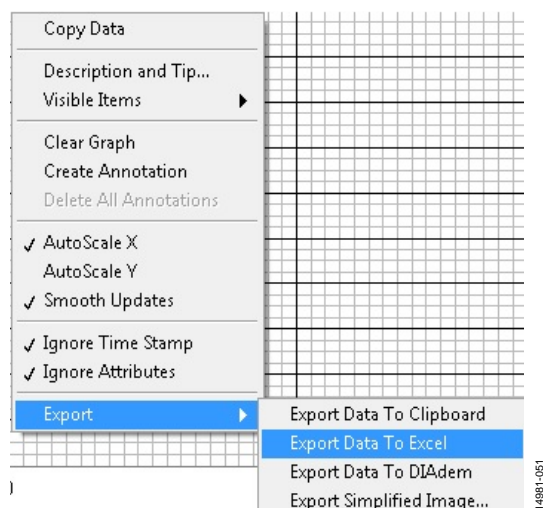 Copy Data
Description and Tip...
Visible Items
Clear Graph
Create Annotation
Delete All Annotations
AutoScale X
AutoScale Y
Smooth Updates
Ignore Time Stamp
Ignore Attributes
Export
Export Data To Clipboard
Export Data To Excel
Export Data To DIAdem
Export Simplified Image...
)
14981-051